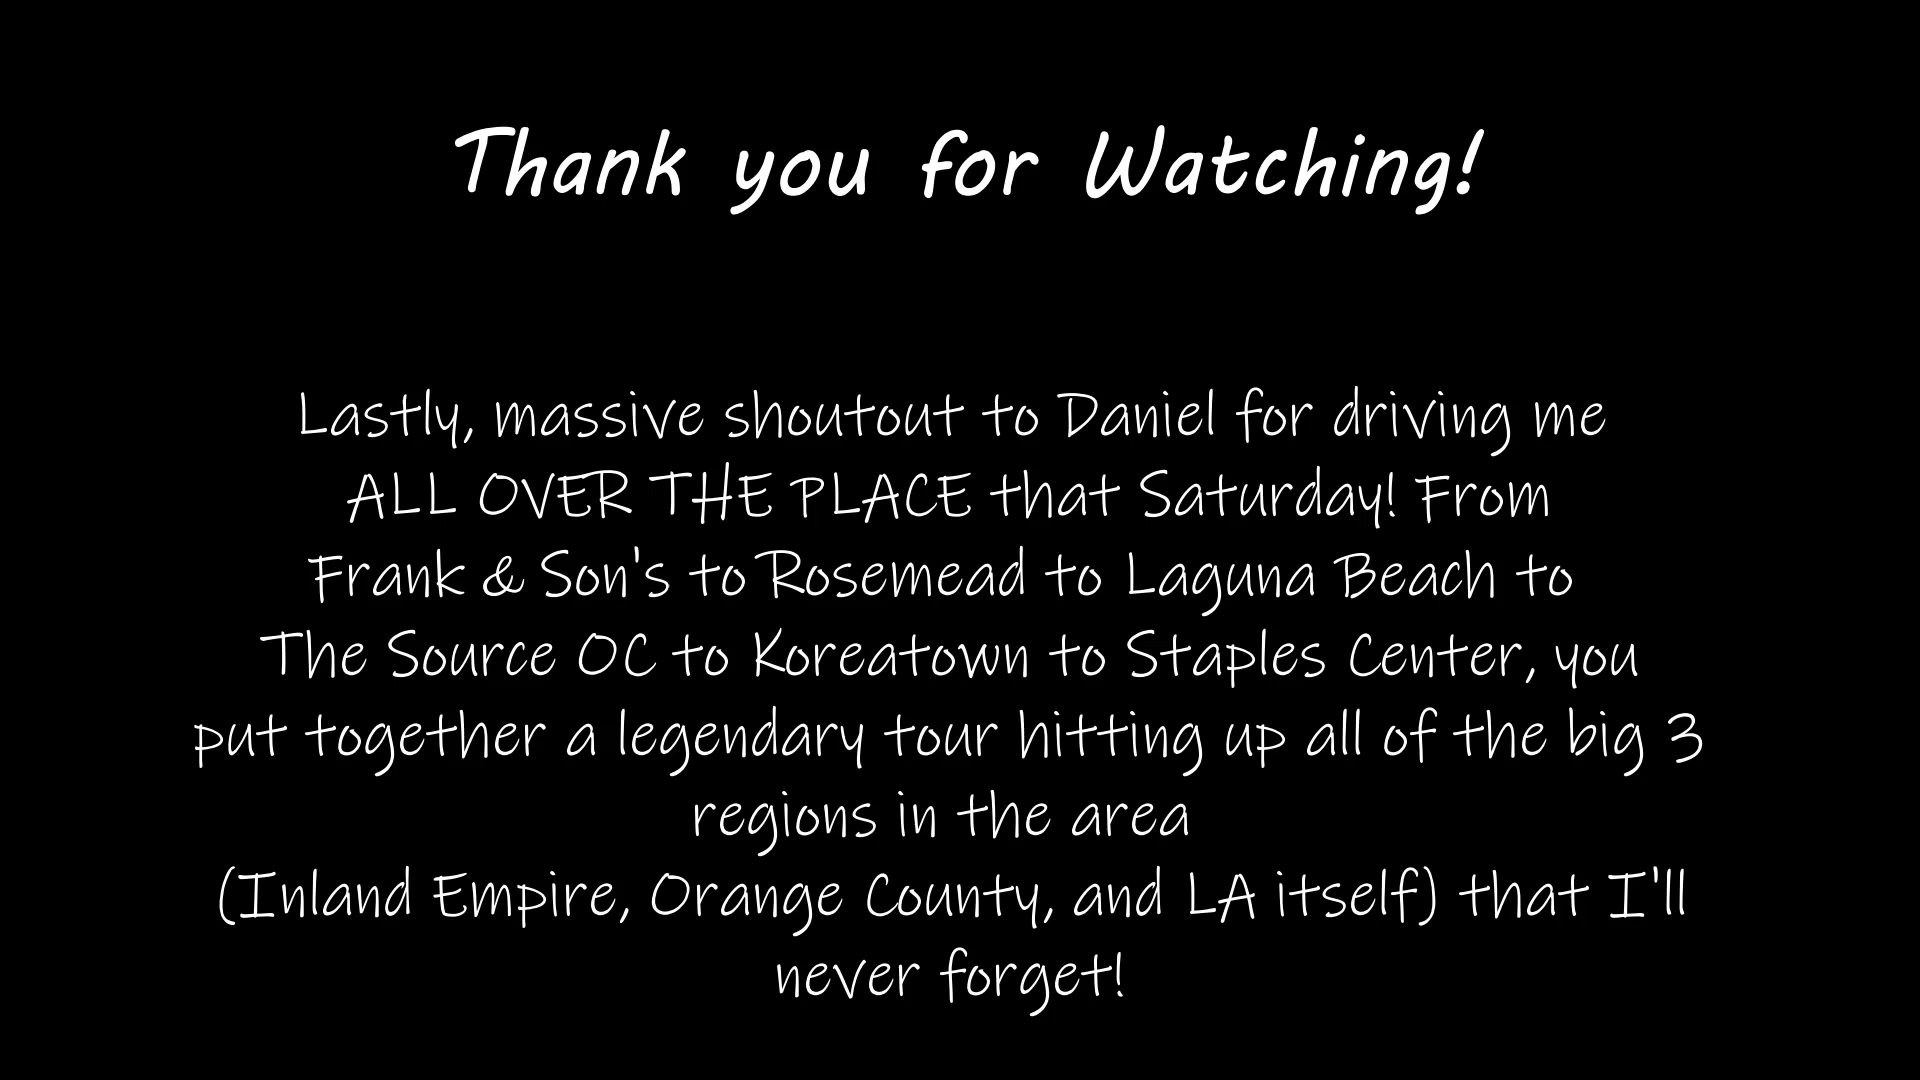 Thank you for Watching!
Lastly, massive shoutout to Daniel for driving me
ALL OVER THE PLACE that Saturday! From
Frank & Son's to Rosemead to Laguna Beach to
The Source OC to Koreatown to Staples Center, you
put together a legendary tour hitting up all of the big 3
regions in the area
(Inland Empire, Orange County, and LA itself) that I'll
never forget!